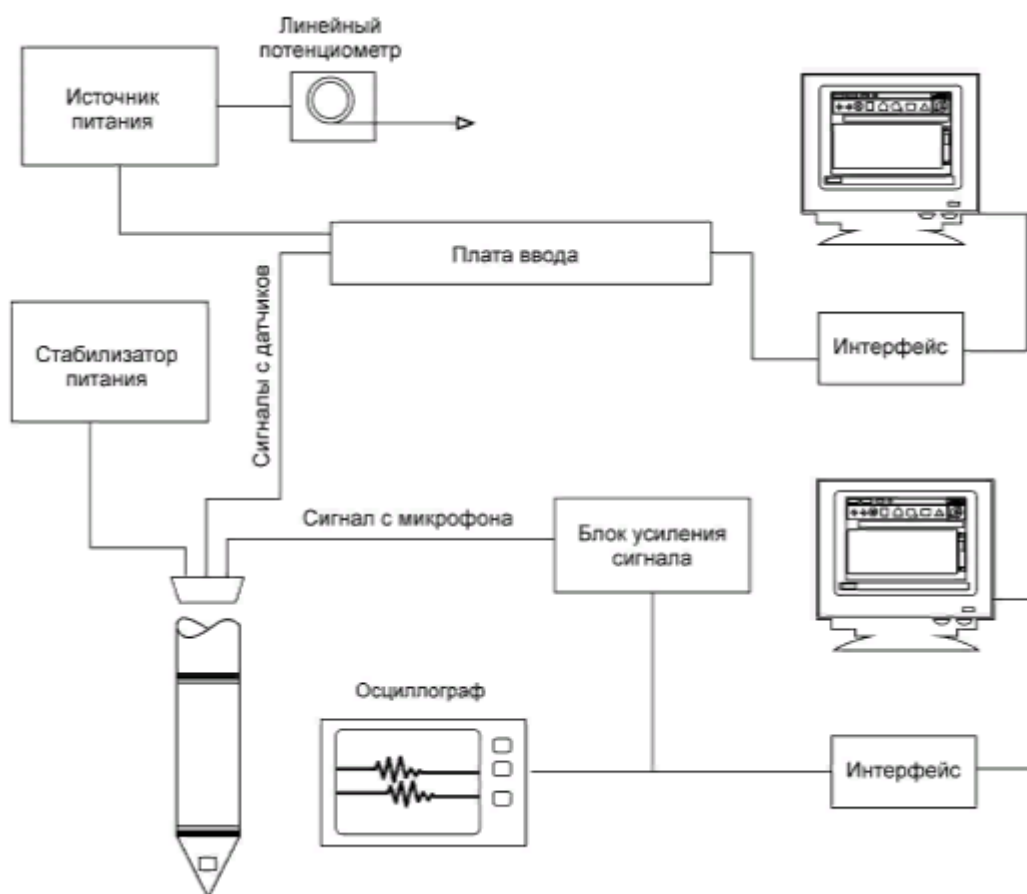 Линейный
потенциометр
Источник
питания
Плата ввода
Сигналы с датчиков
Интерфейс
Стабилизатор
питания
Сигнал с микрофона
Блок усиления
сигнала
Осциллограф
Интерфейс